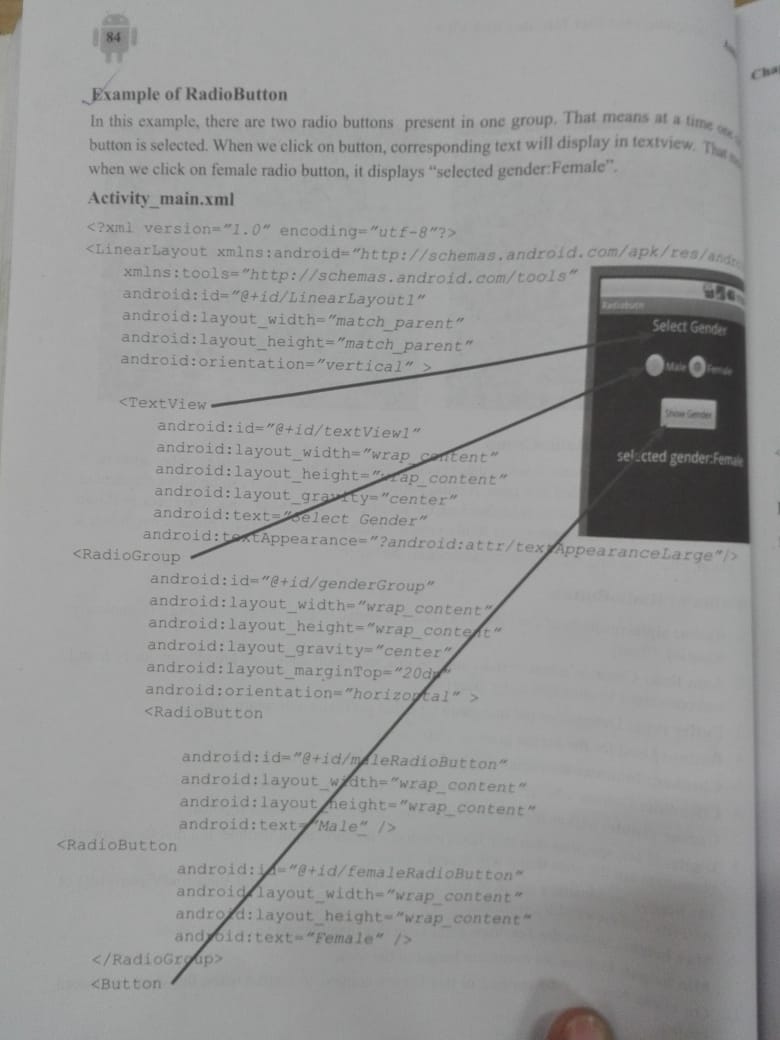 84
Example of RadioButton
In this example, there are two radio buttons present in one group. That means at a time one
button is selected. When we click on button, corresponding text will display in textview. That
when we click on female radio button, it displays “selected gender:Female”.
Activity_main.xml
<?xml version="1.0" encoding="utf-8"?>
<LinearLayout xmlns:android="http://schemas.android.com/apk/res/andro
xmlns:tools="http://schemas.android.com/tools"
android:id="@+id/LinearLayout1"
android:layout_width="match_parent"
android:layout_height="match_parent"
android:orientation="vertical" >
Select Gender
Male Female
Show Gender
selected gender:Female
<TextView
android:id="@+id/textView1"
android:layout_width="wrap_content"
android:layout_height="wrap_content"
android:layout_gravity="center"
android:text="Select Gender"
android:textAppearance="?android:attr/textAppearanceLarge"/>
<RadioGroup
android:id="@+id/genderGroup"
android:layout_width="wrap_content"
android:layout_height="wrap_content"
android:layout_gravity="center"
android:layout_marginTop="20dp"
android:orientation="horizontal" >
<RadioButton
android:id="@+id/maleRadioButton"
android:layout_width="wrap_content"
android:layout_height="wrap_content"
android:text="Male" />
<RadioButton
android:id="@+id/femaleRadioButton"
android:layout_width="wrap_content"
android:layout_height="wrap_content"
android:text="Female" />
</RadioGroup>
<Button
Cha